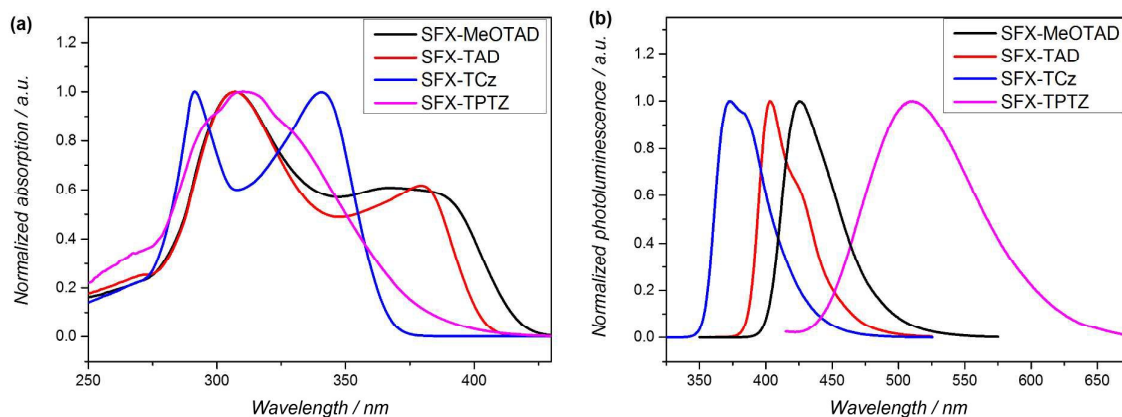 (a)
Normalized absorption / a.u.
1.2
1.0
0.8
0.6
0.4
0.2
0.0
SFX-MeOTAD
SFX-TAD
SFX-TCz
SFX-TPTZ
250
300
350
400
Wavelength / nm
(b)
Normalized photoluminescence / a.u.
1.2
1.0
0.8
0.6
0.4
0.2
0.0
SFX-MeOTAD
SFX-TAD
SFX-TCz
SFX-TPTZ
350
400
450
500
550
600
650
Wavelength / nm